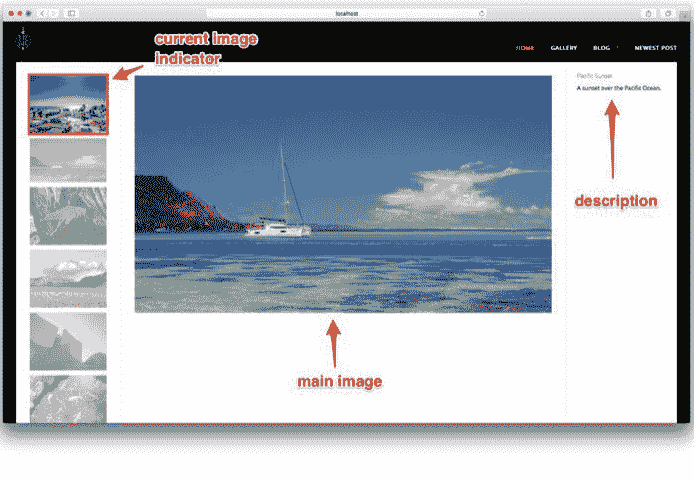 localhost
current image
indicator
HOME
GALLERY
BLOG
NEWEST POST
Pacific Sunset
A sunset over the Pacific Ocean.
description
main image